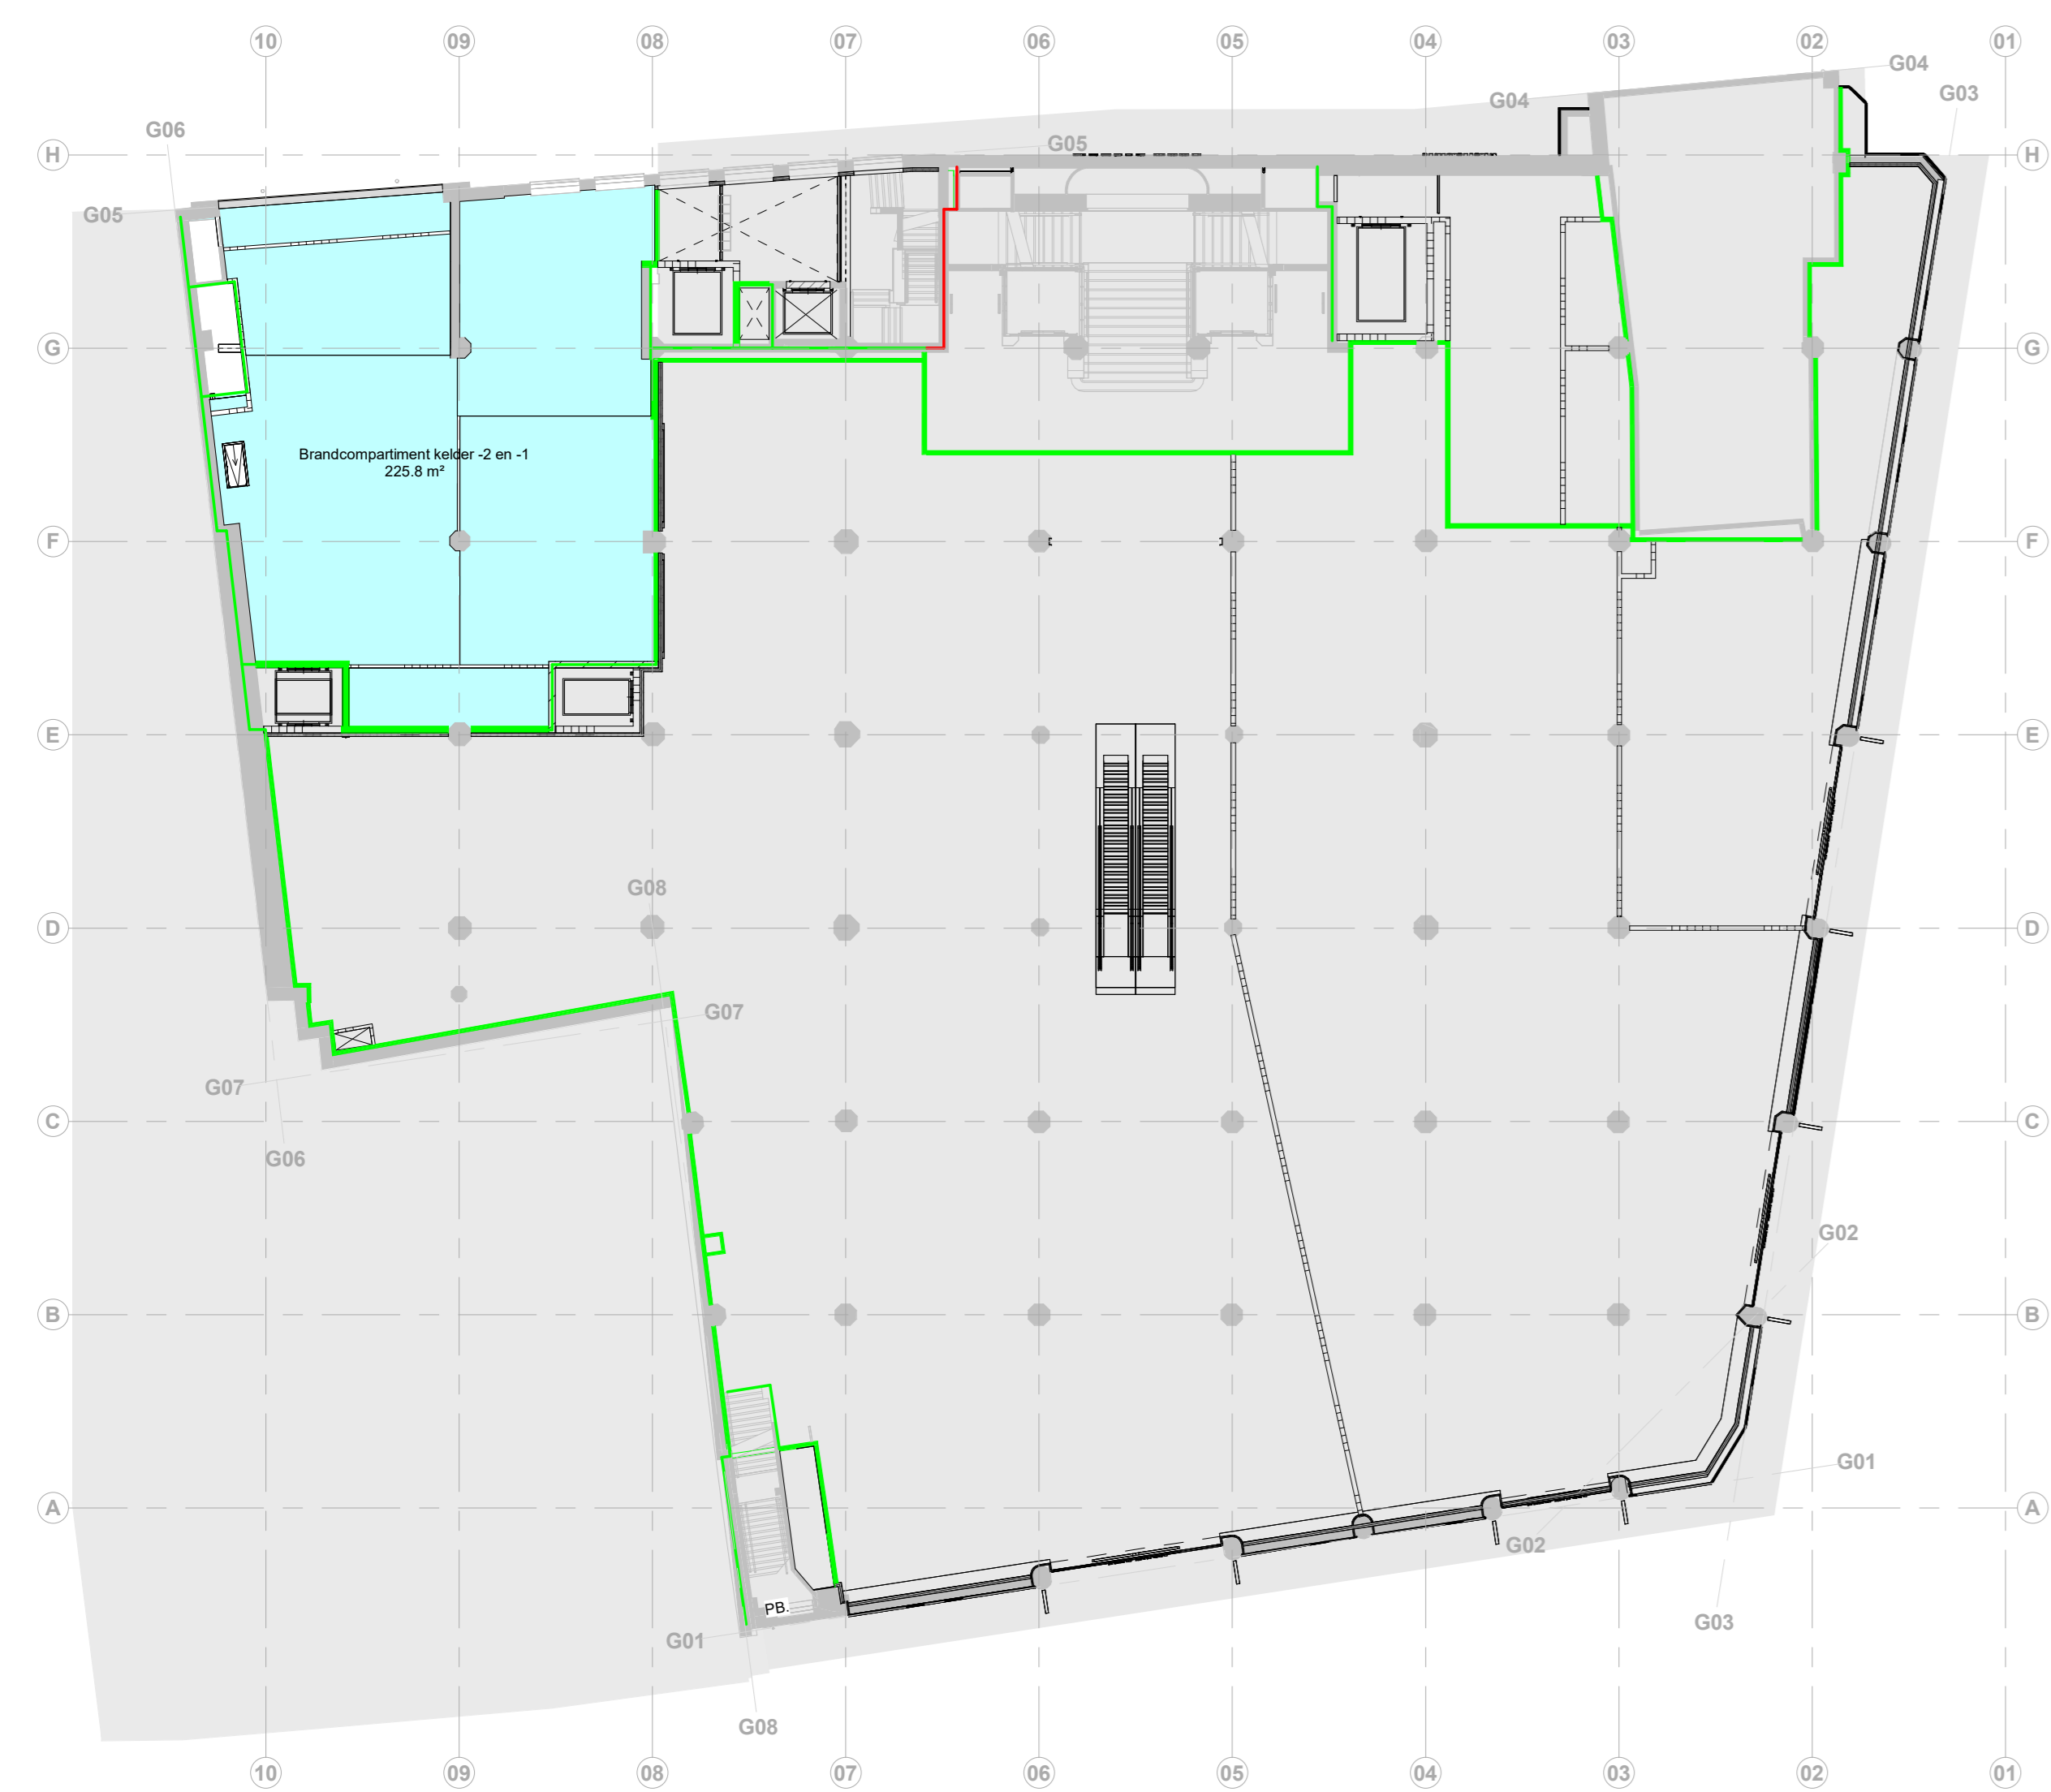 10 09 08 07 06 05 04 03 02 01
G04
G04
G03
G06
G05
H H
G05
G G
Brandcompartiment kelder -2 en -1
225.8 m²
F F
E E
G08
D D
G07
G07
C C
G06
G02
B B
G01
A A
G02
PB.
G03
G01
G08
10 09 08 07 06 05 04 03 02 01